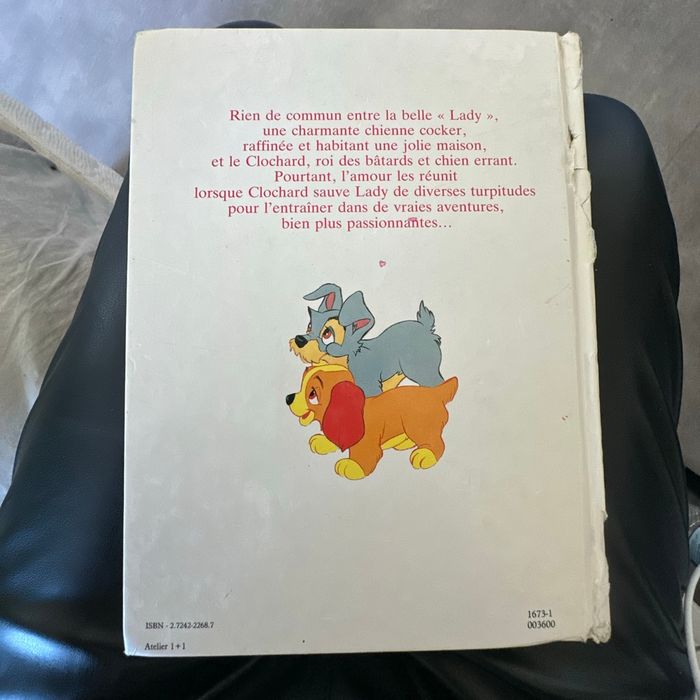 Rien de commun entre la belle « Lady »,
une charmante chienne cocker,
raffinée et habitant une jolie maison,
et le Clochard, roi des bâtards et chien errant.
Pourtant, l'amour les réunit
lorsque Clochard sauve Lady de diverses turpitudes
pour l'entraîner dans de vraies aventures,
bien plus passionnantes...
ISBN - 2.7242-2268.7
1673-1
003600
Atelier 1+1